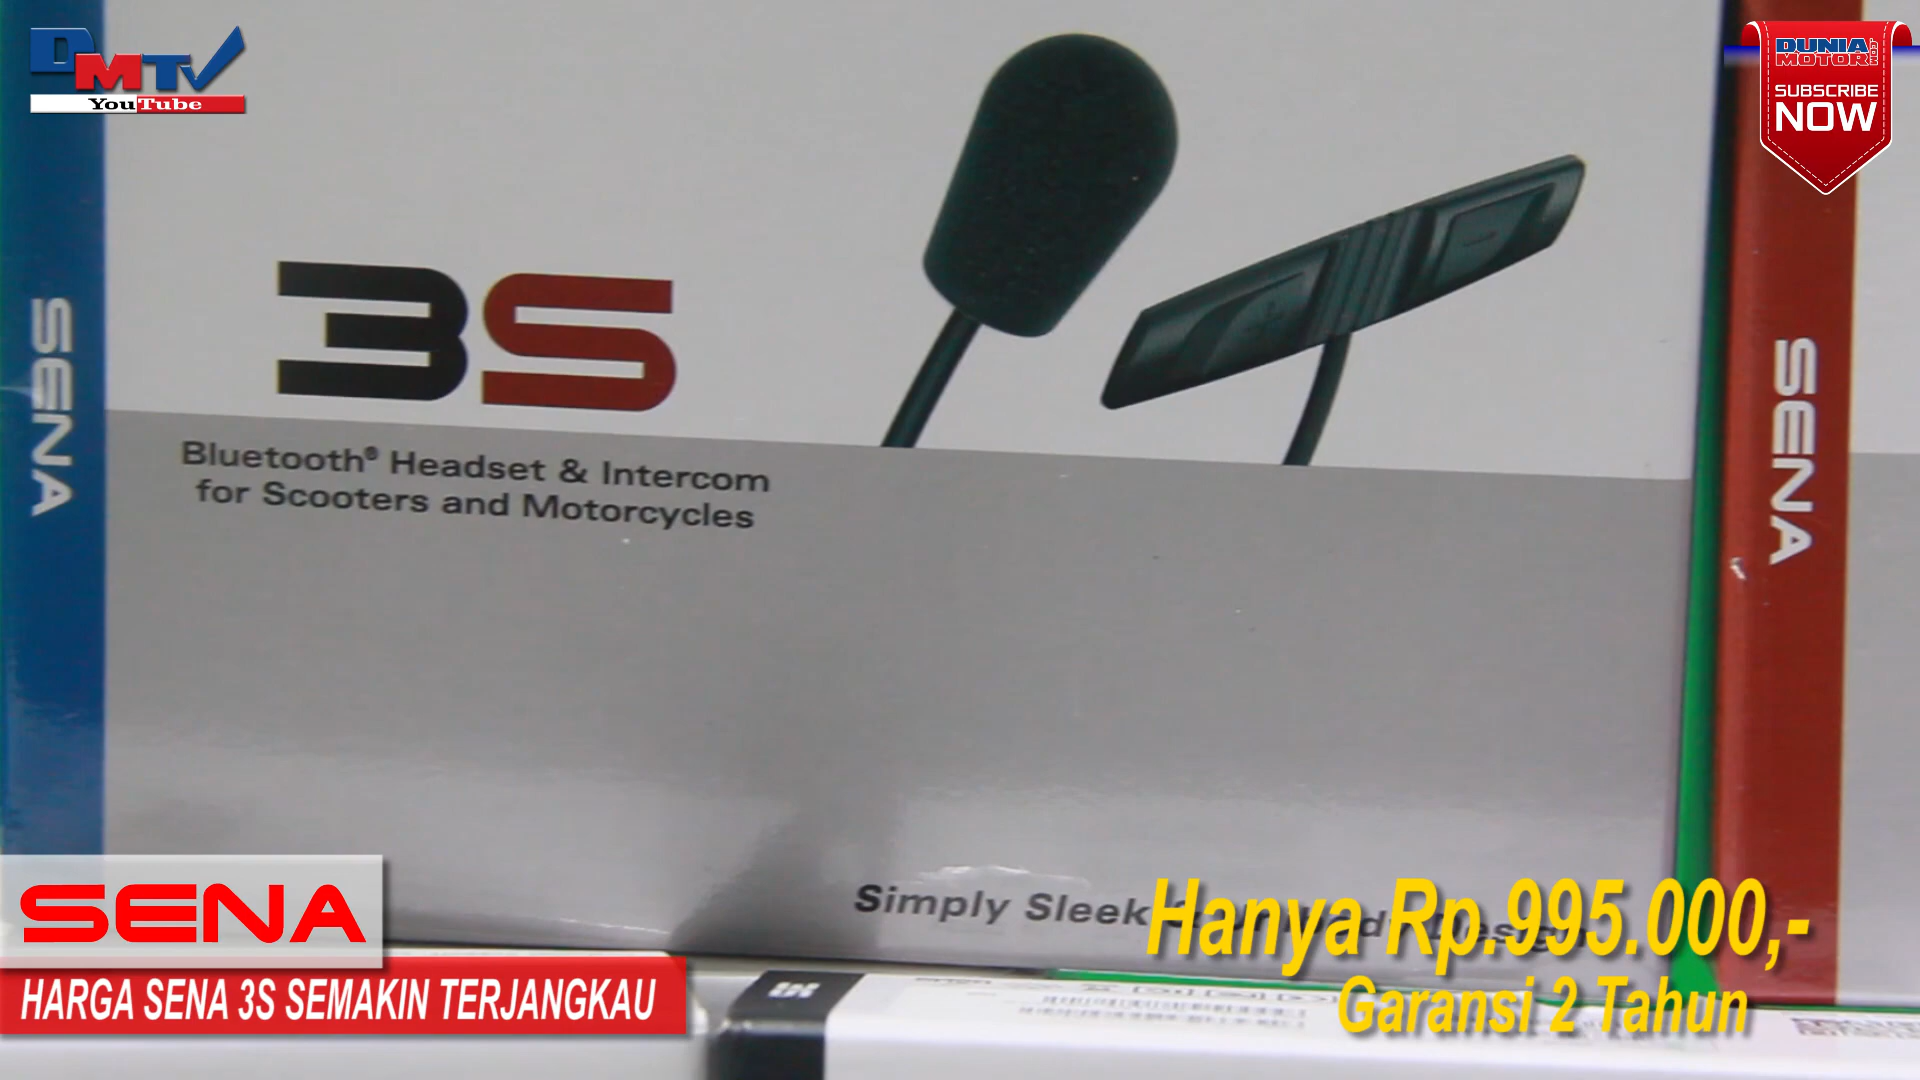 DMTV
YouTube
DUNIA
MOTOR.COM
SUBSCRIBE
NOW
SENA
3S
SENA
Bluetooth® Headset & Intercom
for Scooters and Motorcycles
Simply Sleek
Hanya Rp.995.000,-
Garansi 2 Tahun
SENA
HARGA SENA 3S SEMAKIN TERJANGKAU